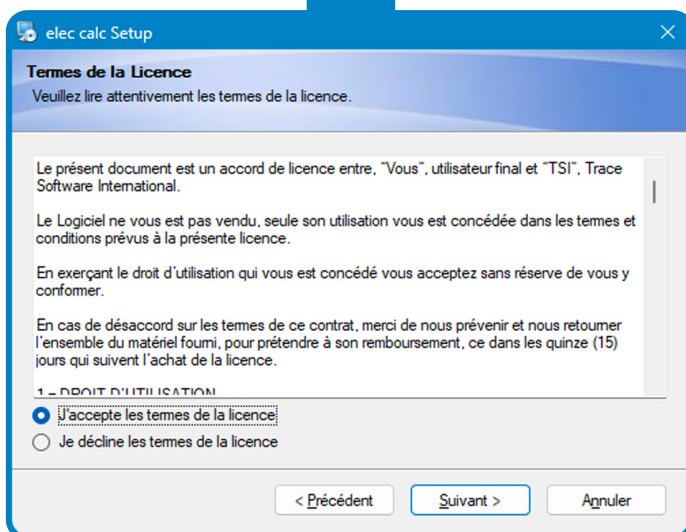 elec calc Setup
Termes de la Licence
Veuillez lire attentivement les termes de la licence.
Le présent document est un accord de licence entre, "Vous", utilisateur final et "TSI", Trace
Software International.
Le Logiciel ne vous est pas vendu, seule son utilisation vous est concédée dans les termes et
conditions prévus à la présente licence.
En exerçant le droit d'utilisation qui vous est concédé vous acceptez sans réserve de vous y
conformer.
En cas de désaccord sur les termes de ce contrat, merci de nous prévenir et nous retourner
l'ensemble du matériel fourni, pour prétendre à son remboursement, ce dans les quinze (15)
jours qui suivent l'achat de la licence.
1 – DROIT D'UTILISATION
J'accepte les termes de la licence
Je décline les termes de la licence
< Précédent
Suivant >
Annuler